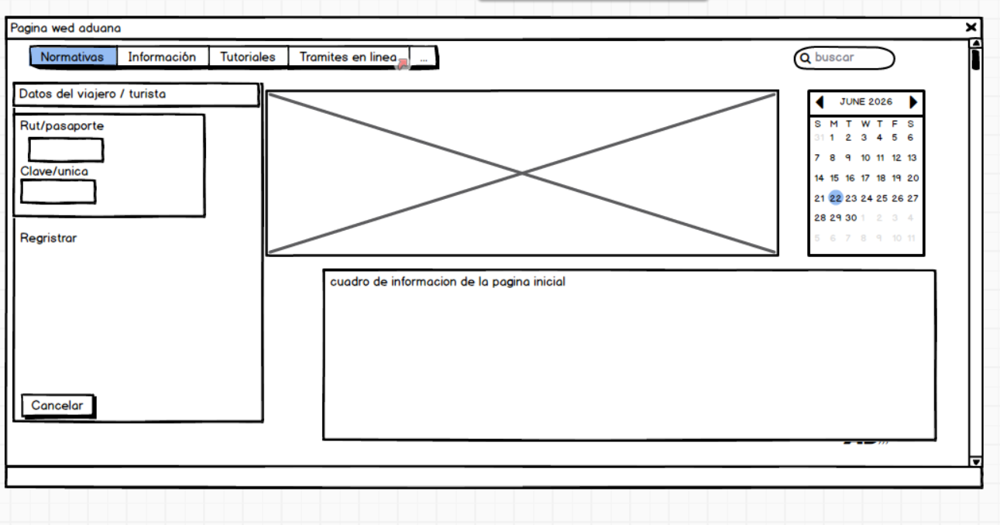 Pagina wed aduana
Normativas Información Tutoriales Tramites en linea ...
buscar
Datos del viajero / turista
Rut/pasaporte
Clave/unica
Regristrar
Cancelar
JUNE 2026
S M T W T F S
31 1 2 3 4 5 6
7 8 9 10 11 12 13
14 15 16 17 18 19 20
21 22 23 24 25 26 27
28 29 30 1 2 3 4
5 6 7 8 9 10 11
cuadro de informacion de la pagina inicial